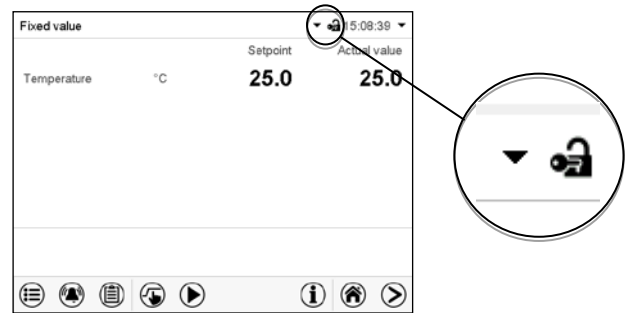 Fixed value 15:08:39
Setpoint Actual value
Temperature °C 25.0 25.0